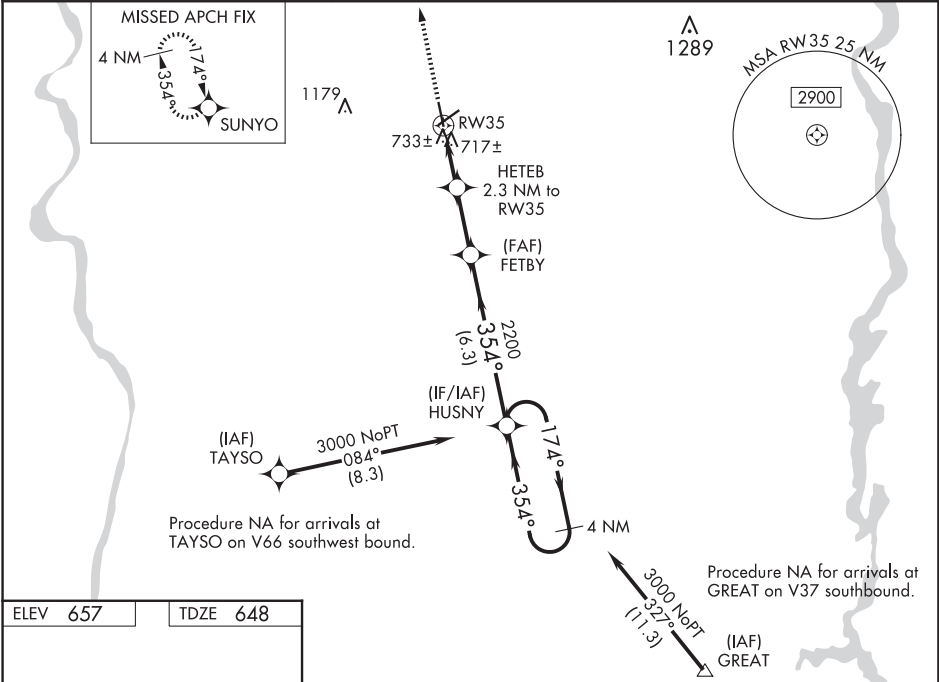 MISSED APCH FIX
4 NM
174°
354°
SUNYO
1179
1289
MSA RW35 25 NM
2900
RW35
733±
717±
HETEB
2.3 NM to
RW35
(FAF)
FETBY
2200
354°
(6.3)
(IF/IAF)
HUSNY
(IAF)
TAYSO
3000 NoPT
084°
(8.3)
174°
354°
4 NM
Procedure NA for arrivals at
TAYSO on V66 southwest bound.
3000 NoPT
327°
(11.3)
Procedure NA for arrivals at
GREAT on V37 southbound.
(IAF)
GREAT
ELEV 657
TDZE 648